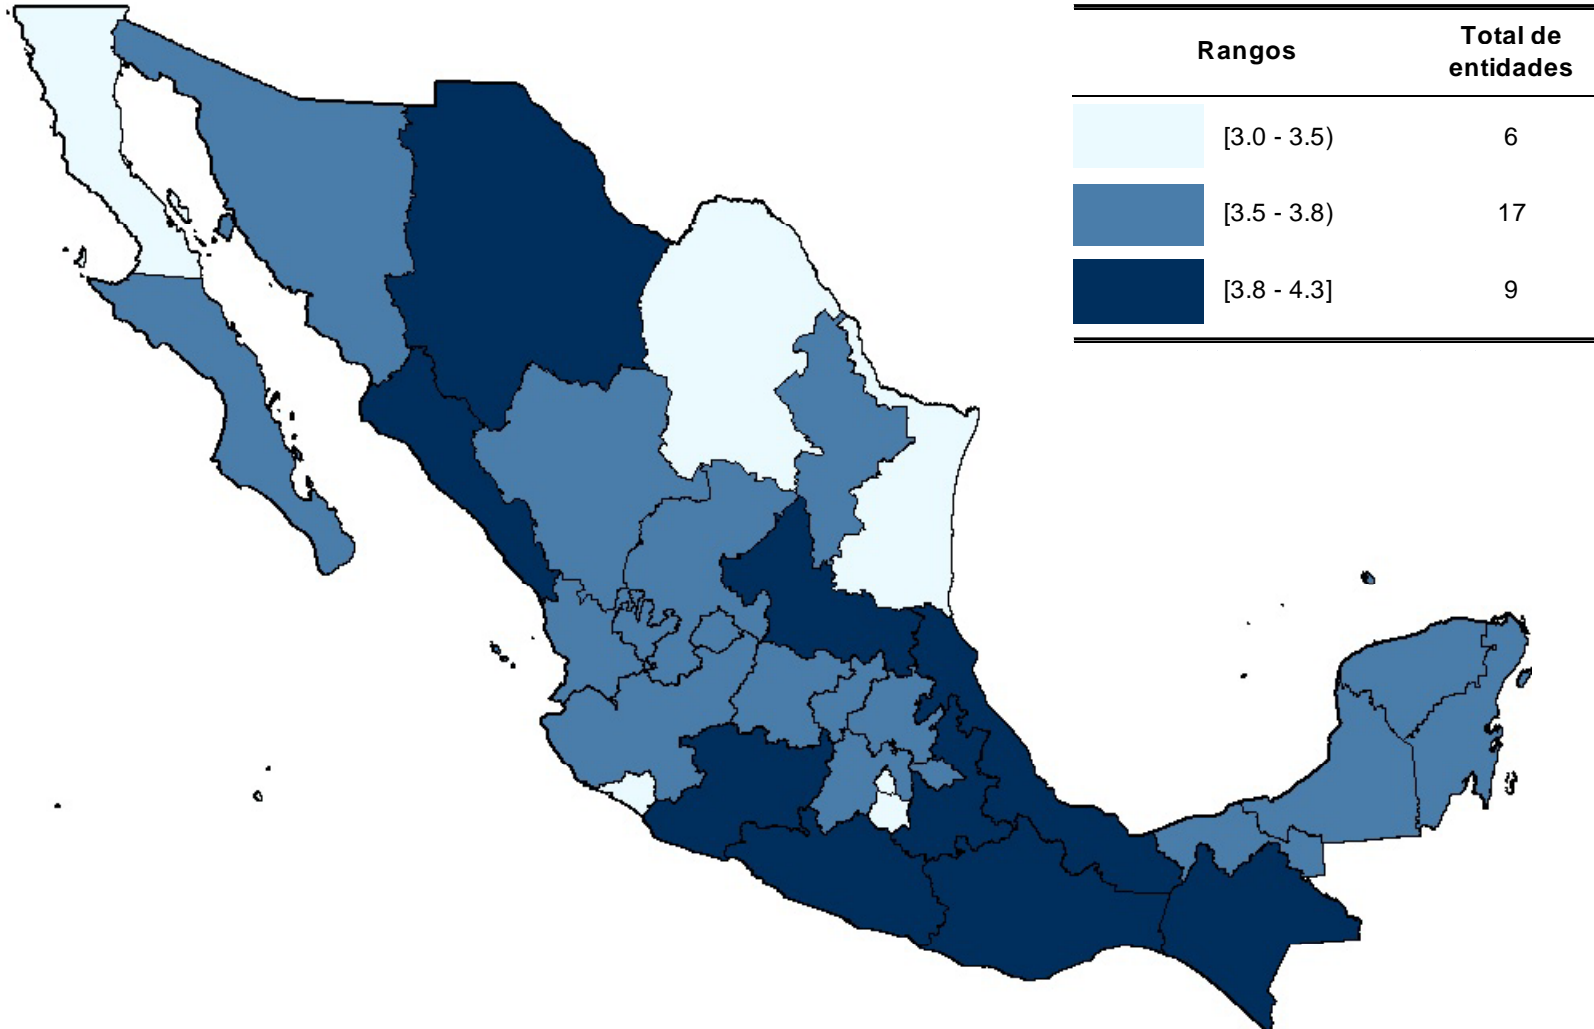 Rangos
Total de
entidades
[3.0 - 3.5)
6
[3.5 - 3.8)
17
[3.8 - 4.3]
9